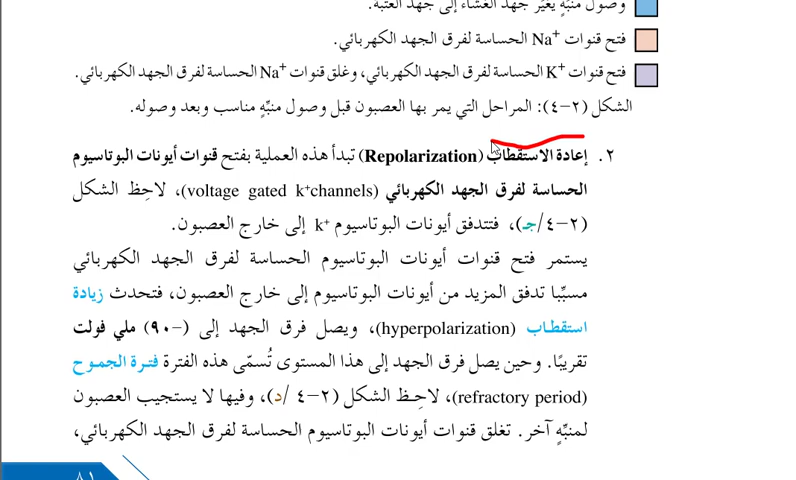 وصول منبِّهٍ يغيّر جهد الغشاء إلى جهد العتبة.
فتح قنوات Na+ الحساسة لفرق الجهد الكهربائي.
فتح قنوات K+ الحساسة لفرق الجهد الكهربائي، وغلق قنوات Na+ الحساسة لفرق الجهد الكهربائي.
الشكل (٢-٤): المراحل التي يمر بها العصبون قبل وصول منبِّهٍ مناسب وبعد وصوله.
٢. إعادة الاستقطاب (Repolarization) تبدأ هذه العملية بفتح قنوات أيونات البوتاسيوم
الحساسة لفرق الجهد الكهربائي (voltage gated k+channels)، لاحِظ الشكل
(٢-٤/جـ)، فتتدفق أيونات البوتاسيوم k+ إلى خارج العصبون.
يستمر فتح قنوات أيونات البوتاسيوم الحساسة لفرق الجهد الكهربائي
مسبِّبا تدفق المزيد من أيونات البوتاسيوم إلى خارج العصبون، فتحدث زيادة
استقطـاب (hyperpolarization)، ويصل فرق الجهد إلى (-٩٠) ملي فولت
تقريبًا. وحين يصل فرق الجهد إلى هذا المستوى تُسمّى هذه الفترة فتـرة الجمـوح
(refractory period)، لاحِـظ الشكل (٢-٤ /د)، وفيها لا يستجيب العصبون
لمنبِّهٍ آخر. تغلق قنوات أيونات البوتاسيوم الحساسة لفرق الجهد الكهربائي،
٨١